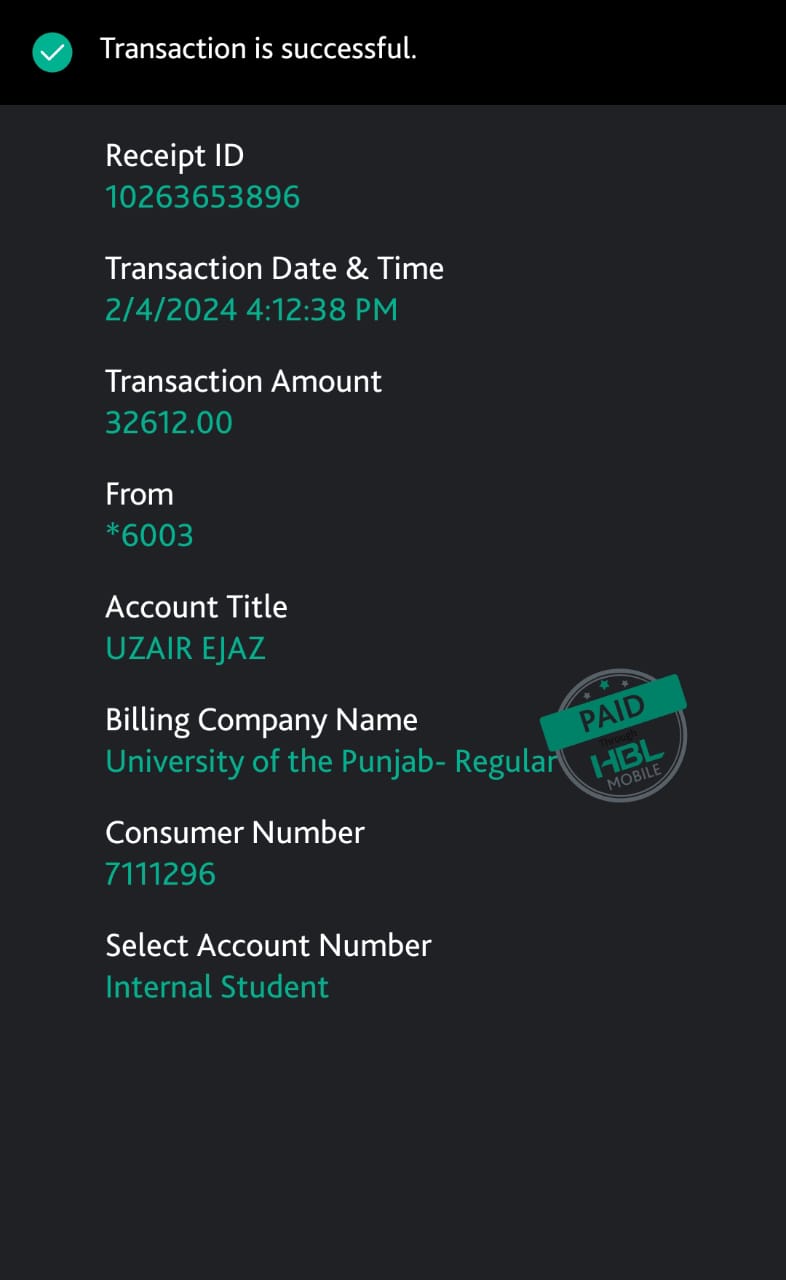 Transaction is successful.
Receipt ID
10263653896
Transaction Date & Time
2/4/2024 4:12:38 PM
Transaction Amount
32612.00
From
*6003
Account Title
UZAIR EJAZ
Billing Company Name
University of the Punjab- Regular
PAID
Through
HBL
MOBILE
Consumer Number
7111296
Select Account Number
Internal Student